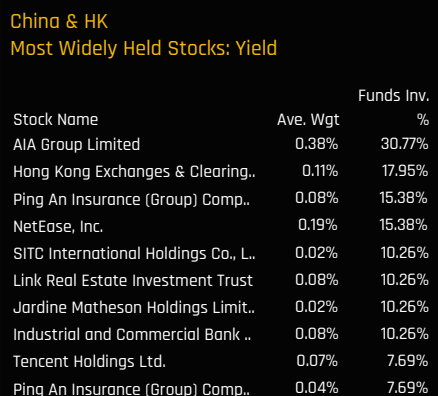 China & HK
Most Widely Held Stocks: Yield
Funds Inv.
Stock Name Ave. Wgt %
AIA Group Limited 0.38% 30.77%
Hong Kong Exchanges & Clearing.. 0.11% 17.95%
Ping An Insurance (Group) Comp.. 0.08% 15.38%
NetEase, Inc. 0.19% 15.38%
SITC International Holdings Co., L.. 0.02% 10.26%
Link Real Estate Investment Trust 0.08% 10.26%
Jardine Matheson Holdings Limit.. 0.02% 10.26%
Industrial and Commercial Bank .. 0.08% 10.26%
Tencent Holdings Ltd. 0.07% 7.69%
Ping An Insurance (Group) Comp.. 0.04% 7.69%